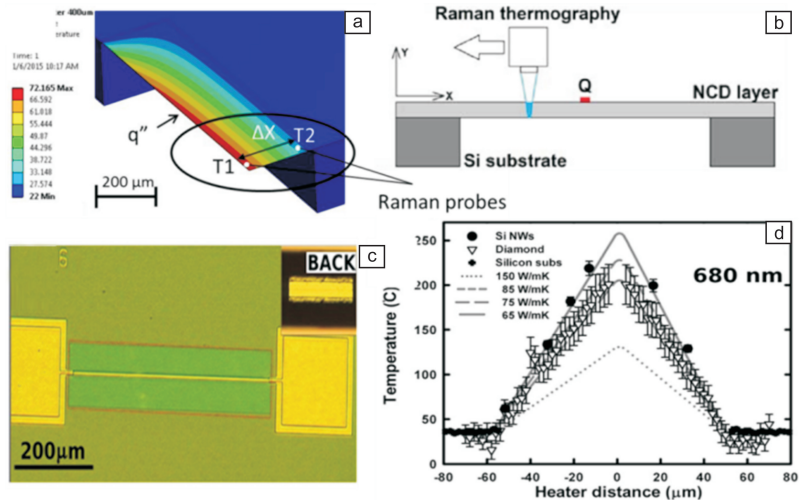 ter 400um
perature
Time: 1
1/6/2015 10:17 AM
72.165 Max
66.592
61.018
55.444
49.87
44.296
38.722
33.148
27.574
22 Min
a
q″
ΔX
T1
T2
200 µm
Raman probes
b
Raman thermography
Y
X
Q
NCD layer
Si substrate
c
BACK
200µm
d
Si NWs
Diamond
Silicon subs
150 W/mK
85 W/mK
75 W/mK
65 W/mK
680 nm
Temperature (C)
250
200
150
100
50
0
-80 -60 -40 -20 0 20 40 60 80
Heater distance (µm)